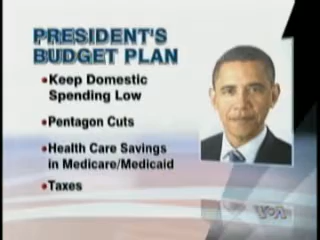 PRESIDENT'S
BUDGET PLAN
•Keep Domestic
Spending Low
•Pentagon Cuts
•Health Care Savings
in Medicare/Medicaid
•Taxes
VOA